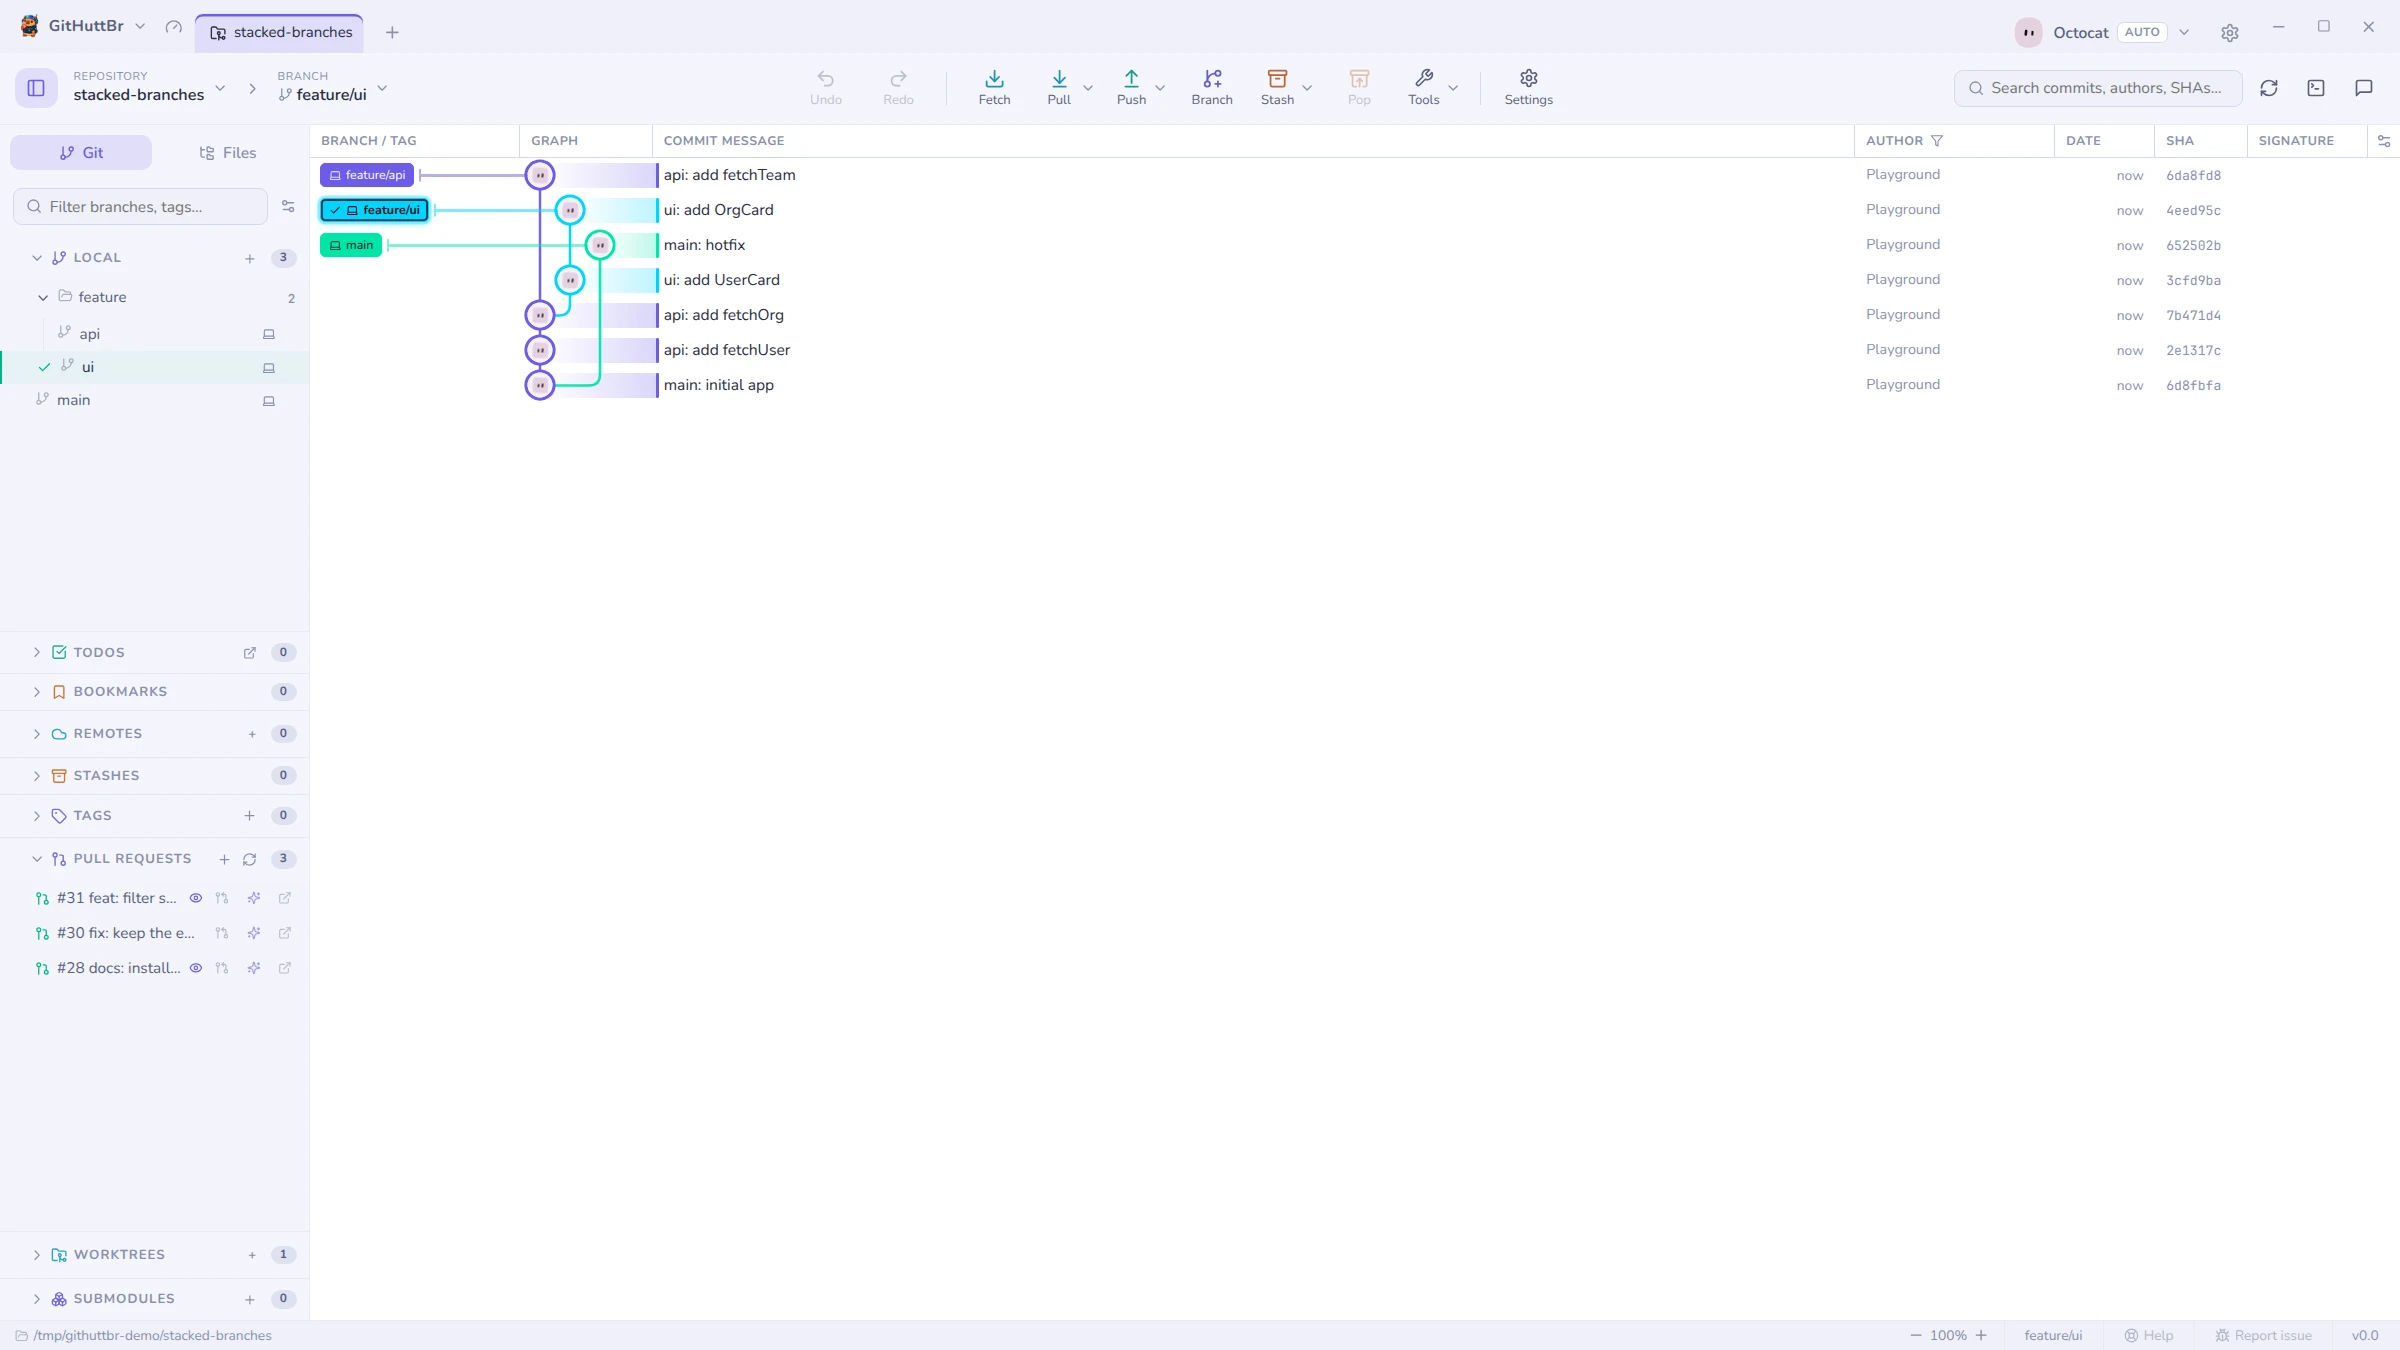 GitHuttBr
stacked-branches
Octocat AUTO
REPOSITORY
stacked-branches
BRANCH
feature/ui
Undo
Redo
Fetch
Pull
Push
Branch
Stash
Pop
Tools
Settings
Search commits, authors, SHAs...
Git
Files
Filter branches, tags...
LOCAL 3
feature 2
api
ui
main
TODOS 0
BOOKMARKS 0
REMOTES 0
STASHES 0
TAGS 0
PULL REQUESTS 3
#31 feat: filter s...
#30 fix: keep the e...
#28 docs: install...
WORKTREES 1
SUBMODULES 0
BRANCH / TAG GRAPH COMMIT MESSAGE AUTHOR DATE SHA SIGNATURE
feature/api api: add fetchTeam Playground now 6da8fd8
feature/ui ui: add OrgCard Playground now 4eed95c
main main: hotfix Playground now 652502b
ui: add UserCard Playground now 3cfd9ba
api: add fetchOrg Playground now 7b471d4
api: add fetchUser Playground now 2e1317c
main: initial app Playground now 6d8fbfa
/tmp/githuttbr-demo/stacked-branches
100%
feature/ui
Help
Report issue
v0.0